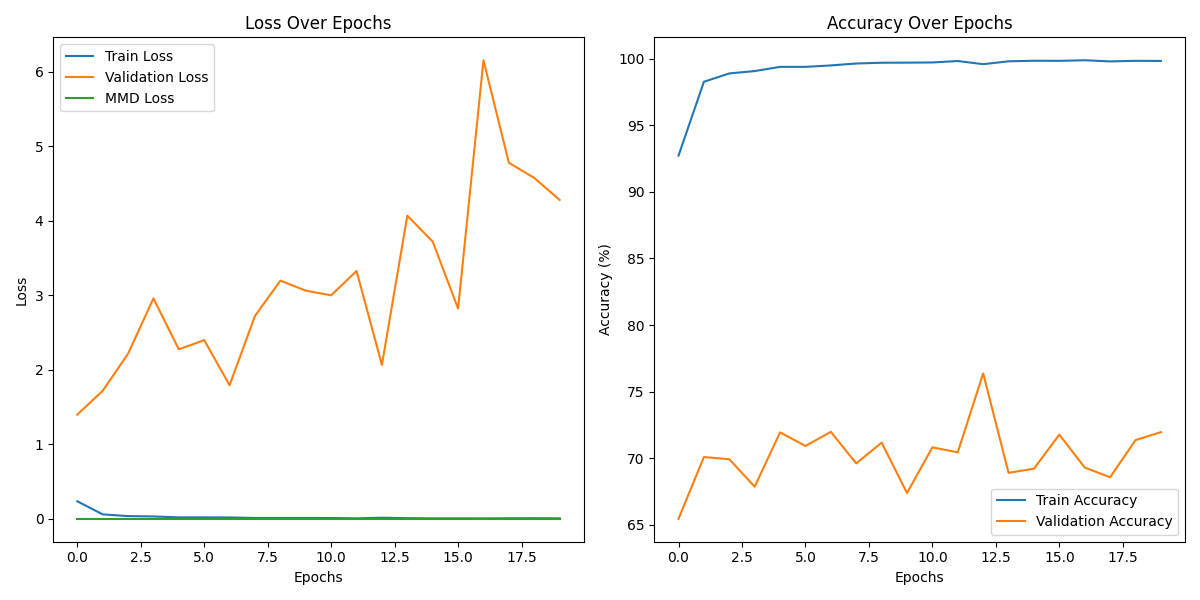 Loss Over Epochs
Train Loss
Validation Loss
MMD Loss
6
5
4
3
2
1
0
Loss
0.0 2.5 5.0 7.5 10.0 12.5 15.0 17.5
Epochs
Accuracy Over Epochs
100
95
90
85
80
75
70
65
Accuracy (%)
Train Accuracy
Validation Accuracy
0.0 2.5 5.0 7.5 10.0 12.5 15.0 17.5
Epochs